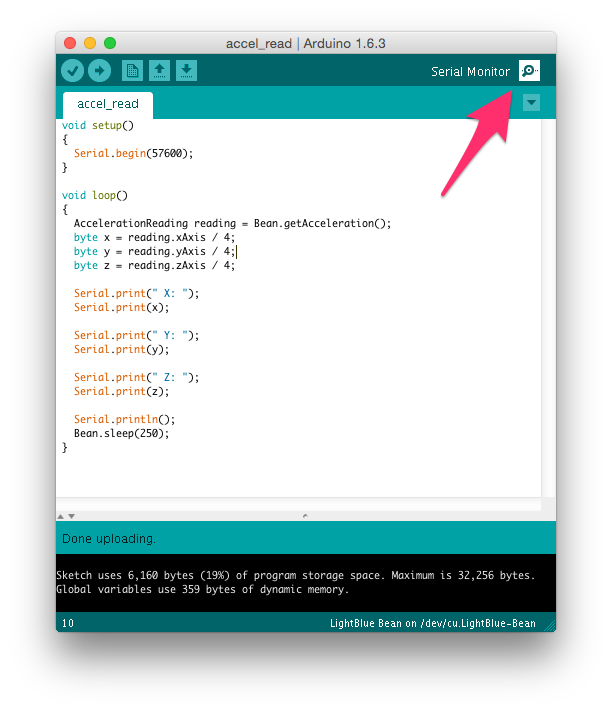 accel_read | Arduino 1.6.3
Serial Monitor
accel_read
void setup()
{
  Serial.begin(57600);
}

void loop()
{
  AccelerationReading reading = Bean.getAcceleration();
  byte x = reading.xAxis / 4;
  byte y = reading.yAxis / 4;
  byte z = reading.zAxis / 4;

  Serial.print(" X: ");
  Serial.print(x);

  Serial.print(" Y: ");
  Serial.print(y);

  Serial.print(" Z: ");
  Serial.print(z);

  Serial.println();
  Bean.sleep(250);
}
Done uploading.
Sketch uses 6,160 bytes (19%) of program storage space. Maximum is 32,256 bytes.
Global variables use 359 bytes of dynamic memory.
10
LightBlue Bean on /dev/cu.LightBlue-Bean